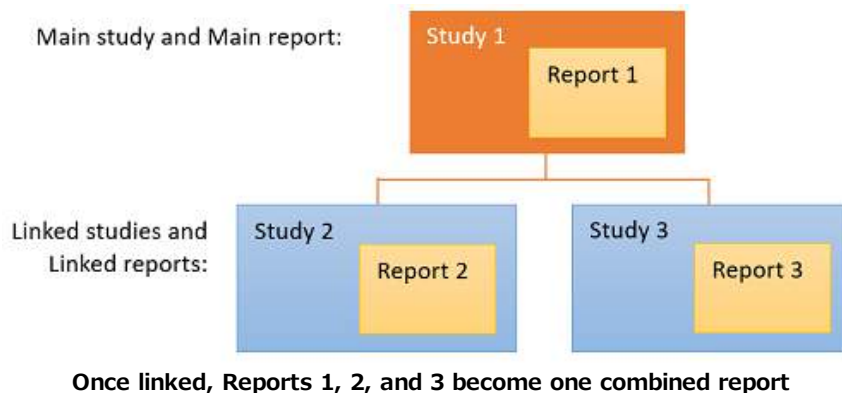 Main study and Main report:
Study 1
Report 1
Linked studies and
Linked reports:
Study 2
Report 2
Study 3
Report 3
Once linked, Reports 1, 2, and 3 become one combined report